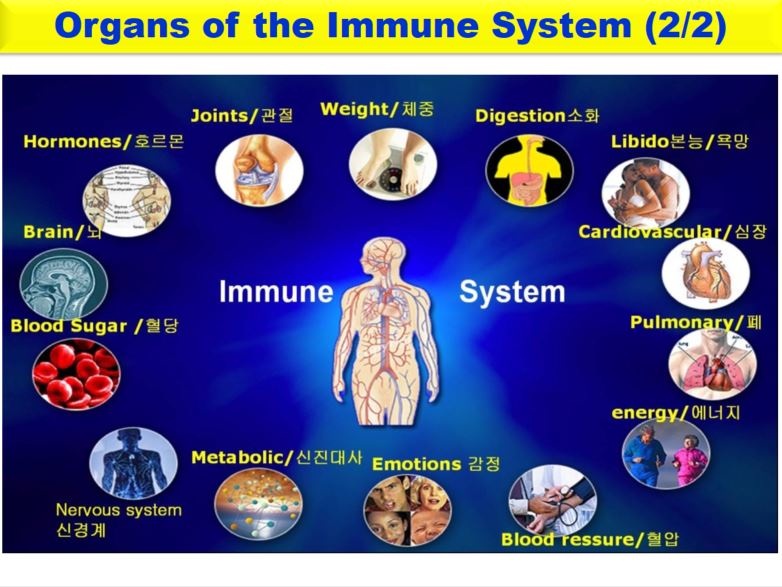 Organs of the Immune System (2/2)
Weight/체중
Joints/관절
Digestion소화
Hormones/호르몬
Libido본능/욕망
Brain/뇌
Cardiovascular/심장
Immune System
Blood Sugar /혈당
Pulmonary/폐
energy/에너지
Metabolic/신진대사
Emotions 감정
Nervous system
신경계
Blood ressure/혈압